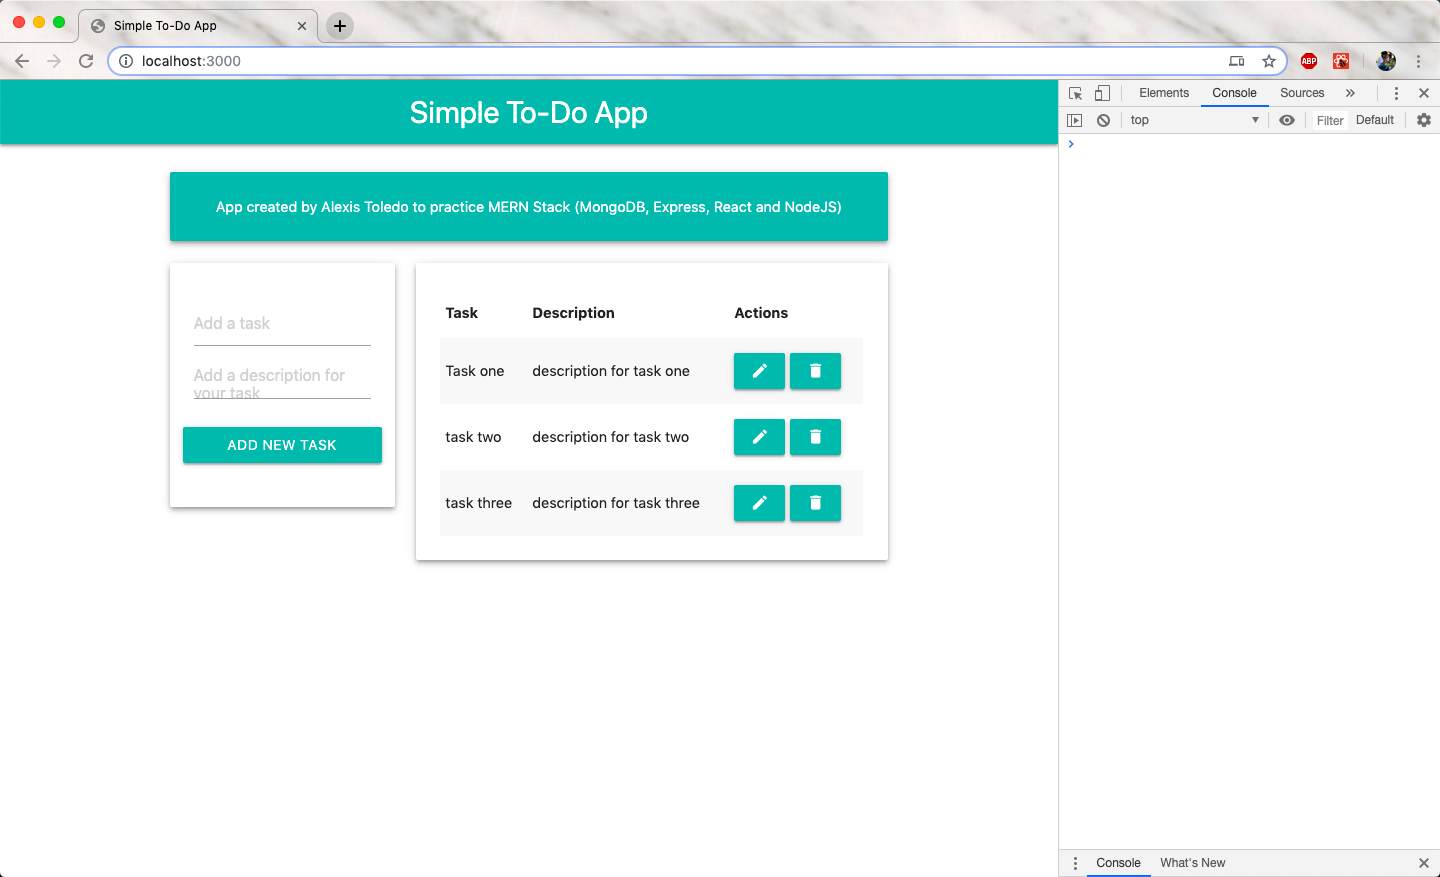 Simple To-Do App
localhost:3000
ABP
Simple To-Do App
App created by Alexis Toledo to practice MERN Stack (MongoDB, Express, React and NodeJS)
Add a task
Add a description for
your task
ADD NEW TASK
Task Description Actions
Task one description for task one
task two description for task two
task three description for task three
Elements Console Sources »
top Filter Default
Console What's New